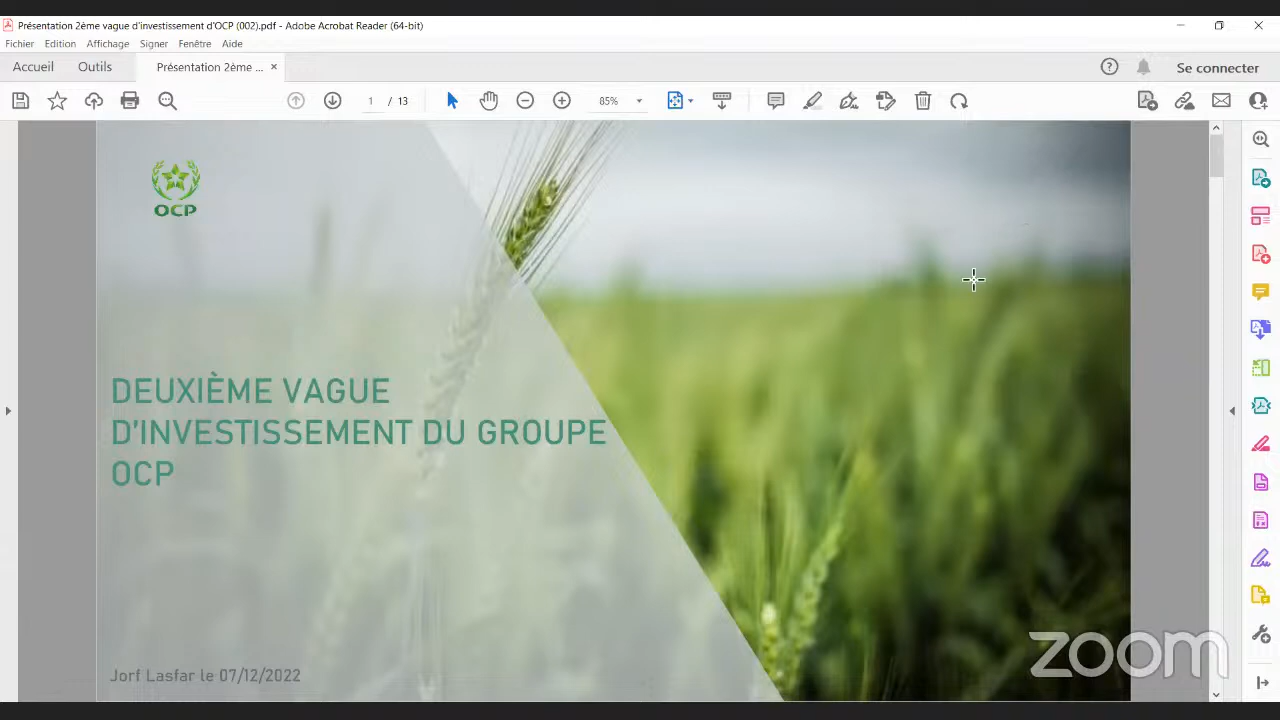 Présentation 2ème vague d'investissement d'OCP (002).pdf - Adobe Acrobat Reader (64-bit)
Fichier Edition Affichage Signer Fenêtre Aide
Accueil Outils Présentation 2ème ... × Se connecter
1 / 13 85%
OCP
DEUXIÈME VAGUE
D'INVESTISSEMENT DU GROUPE
OCP
Jorf Lasfar le 07/12/2022
zoom